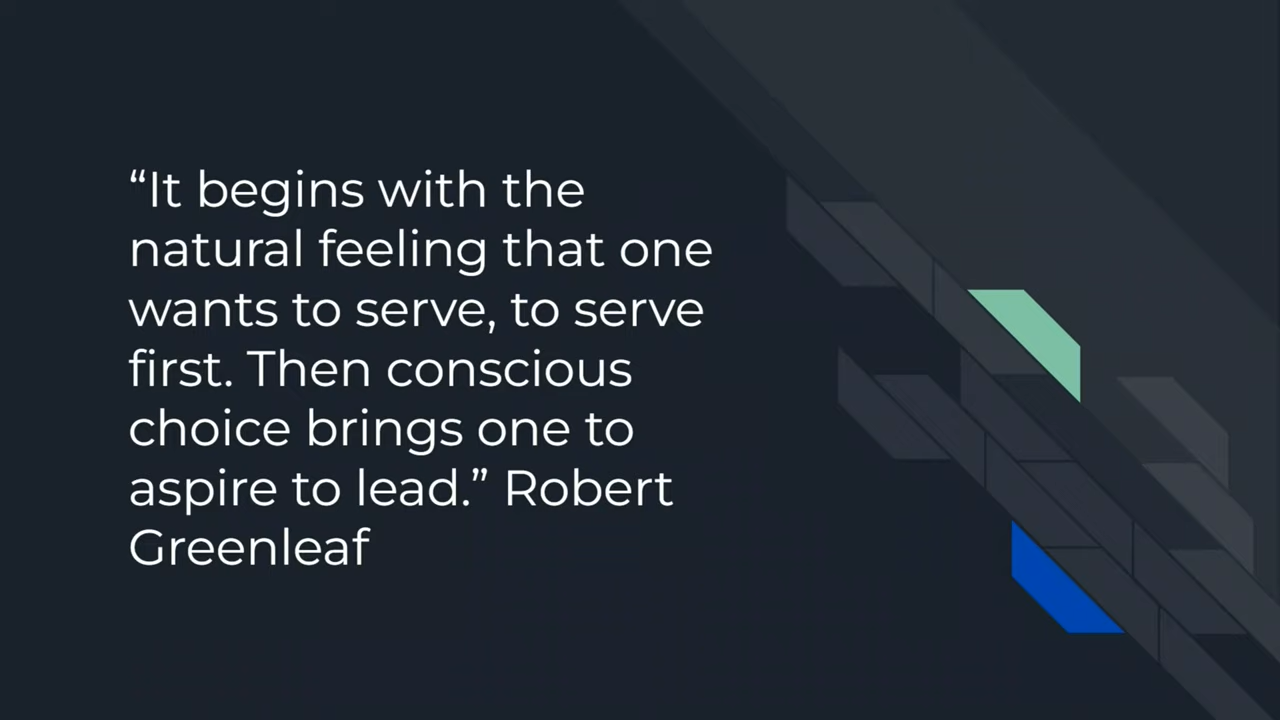 “It begins with the
natural feeling that one
wants to serve, to serve
first. Then conscious
choice brings one to
aspire to lead.” Robert
Greenleaf